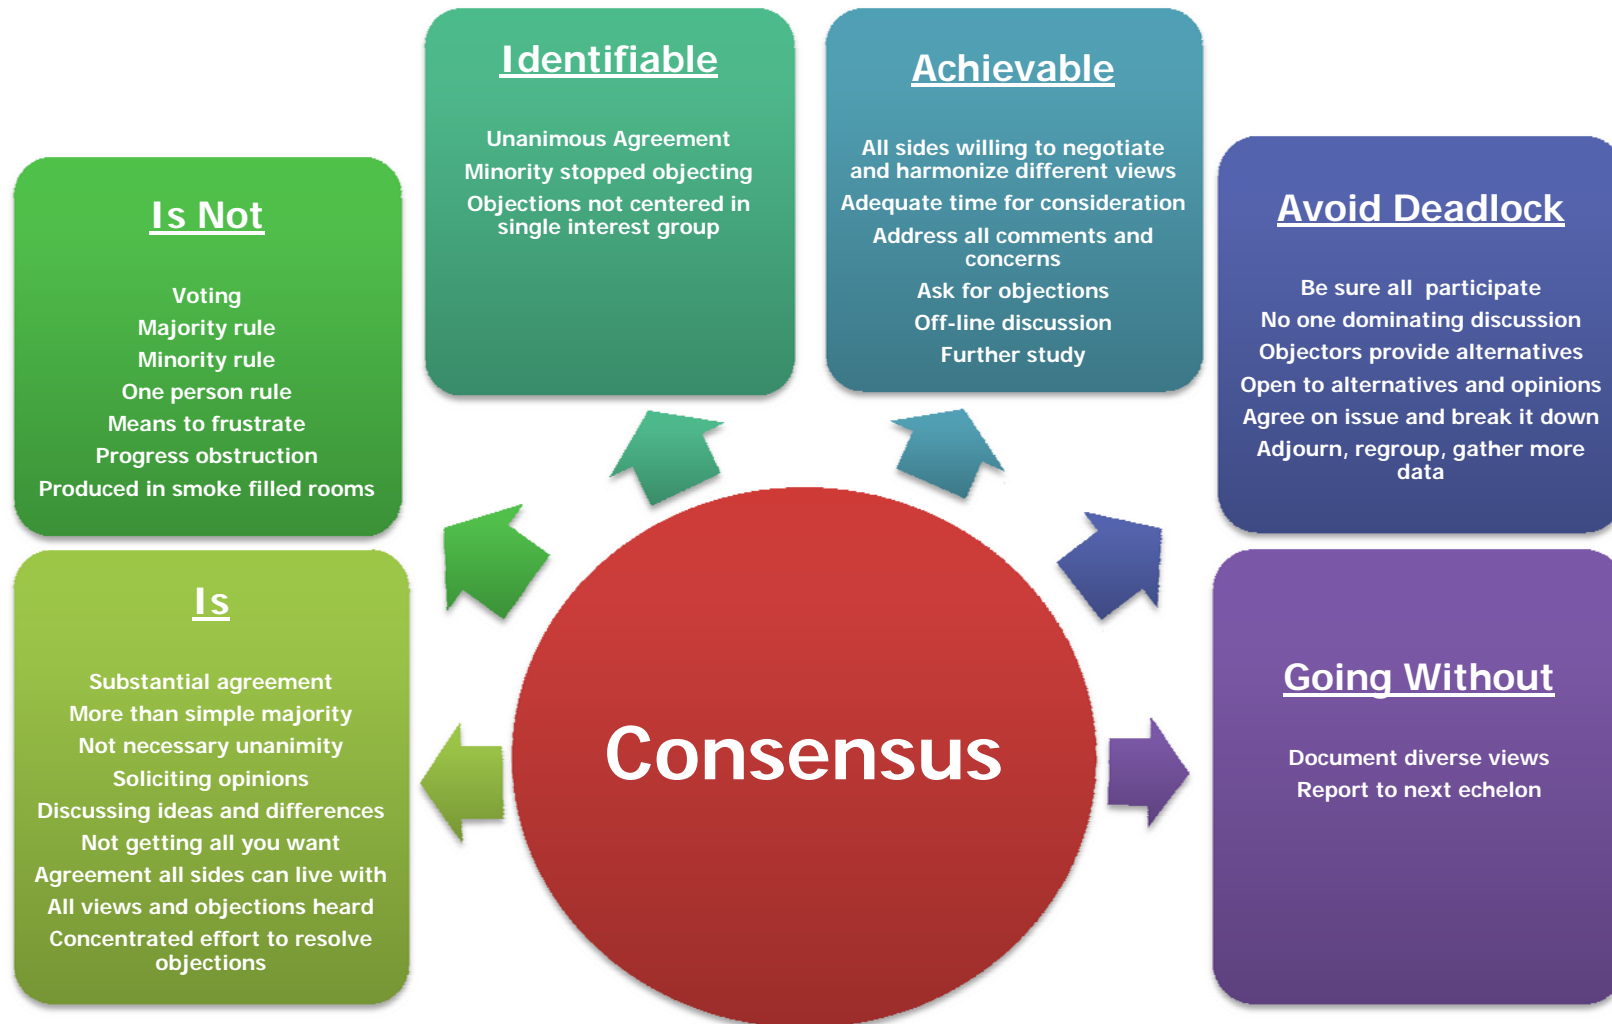 Identifiable
Unanimous Agreement
Minority stopped objecting
Objections not centered in
single interest group
Achievable
All sides willing to negotiate
and harmonize different views
Adequate time for consideration
Address all comments and
concerns
Ask for objections
Off-line discussion
Further study
Is Not
Voting
Majority rule
Minority rule
One person rule
Means to frustrate
Progress obstruction
Produced in smoke filled rooms
Avoid Deadlock
Be sure all participate
No one dominating discussion
Objectors provide alternatives
Open to alternatives and opinions
Agree on issue and break it down
Adjourn, regroup, gather more
data
Is
Substantial agreement
More than simple majority
Not necessary unanimity
Soliciting opinions
Discussing ideas and differences
Not getting all you want
Agreement all sides can live with
All views and objections heard
Concentrated effort to resolve
objections
Consensus
Going Without
Document diverse views
Report to next echelon